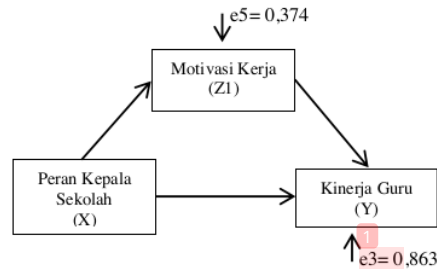 e5= 0,374
Motivasi Kerja
(Z1)
Peran Kepala
Sekolah
(X)
Kinerja Guru
(Y)
1
e3= 0,863